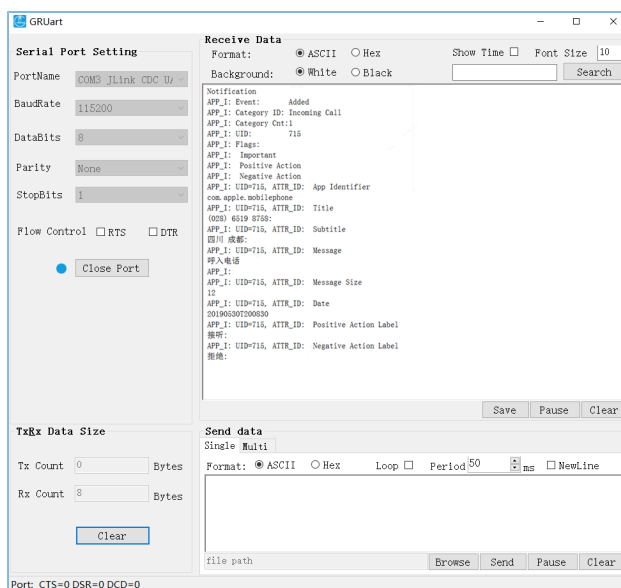 GRUart
Serial Port Setting
PortName COM3 JLink CDC UA
BaudRate 115200
DataBits 8
Parity None
StopBits 1
Flow Control RTS DTR
Close Port
Receive Data
Format: ASCII Hex Show Time Font Size 10
Background: White Black Search
Notification
APP_I: Event: Added
APP_I: Category ID: Incoming Call
APP_I: Category Cnt:1
APP_I: UID: 715
APP_I: Flags:
APP_I: Important
APP_I: Positive Action
APP_I: Negative Action
APP_I: UID=715, ATTR_ID: App Identifier
com.apple.mobilephone
APP_I: UID=715, ATTR_ID: Title
(028) 6519 8758:
APP_I: UID=715, ATTR_ID: Subtitle
四川 成都:
APP_I: UID=715, ATTR_ID: Message
呼入电话
APP_I:
APP_I: UID=715, ATTR_ID: Message Size
12
APP_I: UID=715, ATTR_ID: Date
20190530T200830
APP_I: UID=715, ATTR_ID: Positive Action Label
接听:
APP_I: UID=715, ATTR_ID: Negative Action Label
拒绝:
Save Pause Clear
TxRx Data Size
Tx Count 0 Bytes
Rx Count 8 Bytes
Clear
Send data
Single Multi
Format: ASCII Hex Loop Period 50 ms NewLine
file path Browse Send Pause Clear
Port: CTS=0 DSR=0 DCD=0